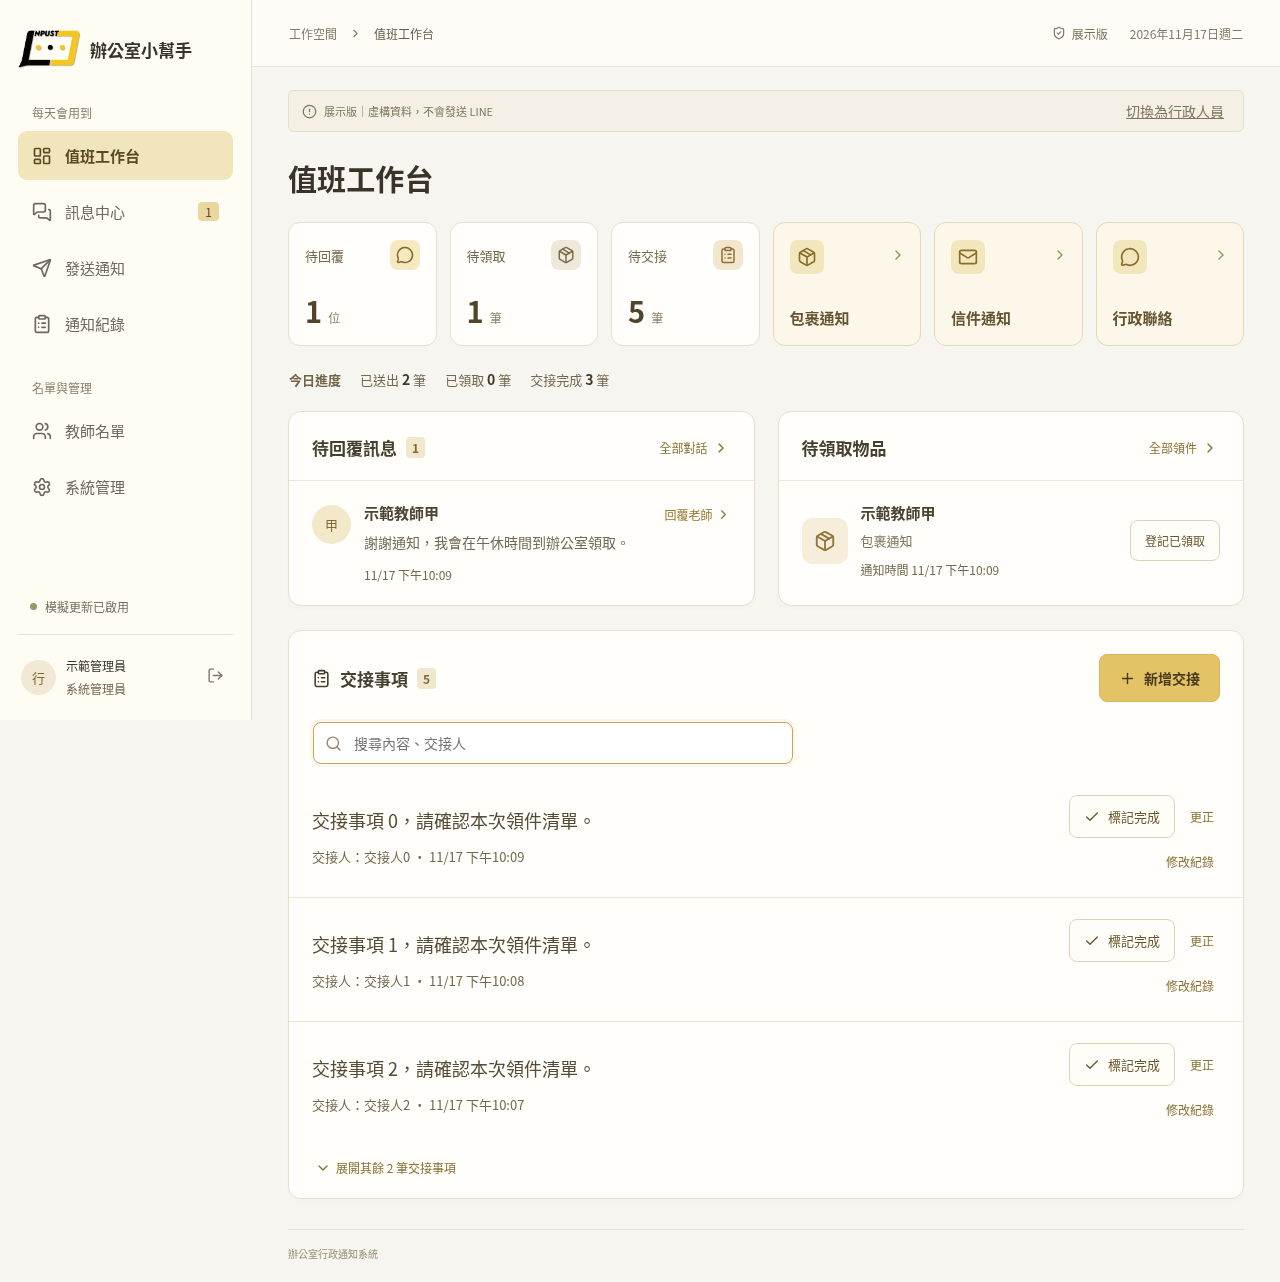 NPUST
辦公室小幫手
每天會用到
值班工作台
訊息中心 1
發送通知
通知紀錄
名單與管理
教師名單
系統管理
模擬更新已啟用
行
示範管理員
系統管理員
工作空間 > 值班工作台
展示版 2026年11月17日週二
展示版｜虛構資料，不會發送 LINE
切換為行政人員
值班工作台
待回覆
1 位
待領取
1 筆
待交接
5 筆
包裹通知
信件通知
行政聯絡
今日進度 已送出 2 筆 已領取 0 筆 交接完成 3 筆
待回覆訊息 1 全部對話
甲
示範教師甲 回覆老師
謝謝通知，我會在午休時間到辦公室領取。
11/17 下午10:09
待領取物品 全部領件
示範教師甲
包裹通知
通知時間 11/17 下午10:09
登記已領取
交接事項 5
新增交接
搜尋內容、交接人
交接事項 0，請確認本次領件清單。
交接人：交接人0 · 11/17 下午10:09
標記完成 更正
修改紀錄
交接事項 1，請確認本次領件清單。
交接人：交接人1 · 11/17 下午10:08
標記完成 更正
修改紀錄
交接事項 2，請確認本次領件清單。
交接人：交接人2 · 11/17 下午10:07
標記完成 更正
修改紀錄
展開其餘 2 筆交接事項
辦公室行政通知系統